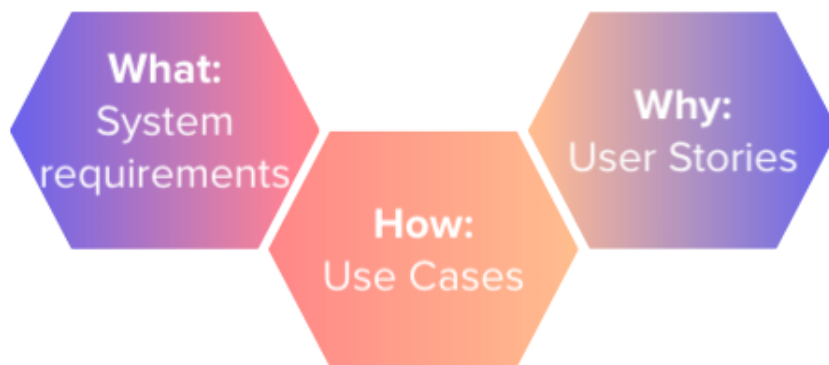 What:
System
requirements
How:
Use Cases
Why:
User Stories